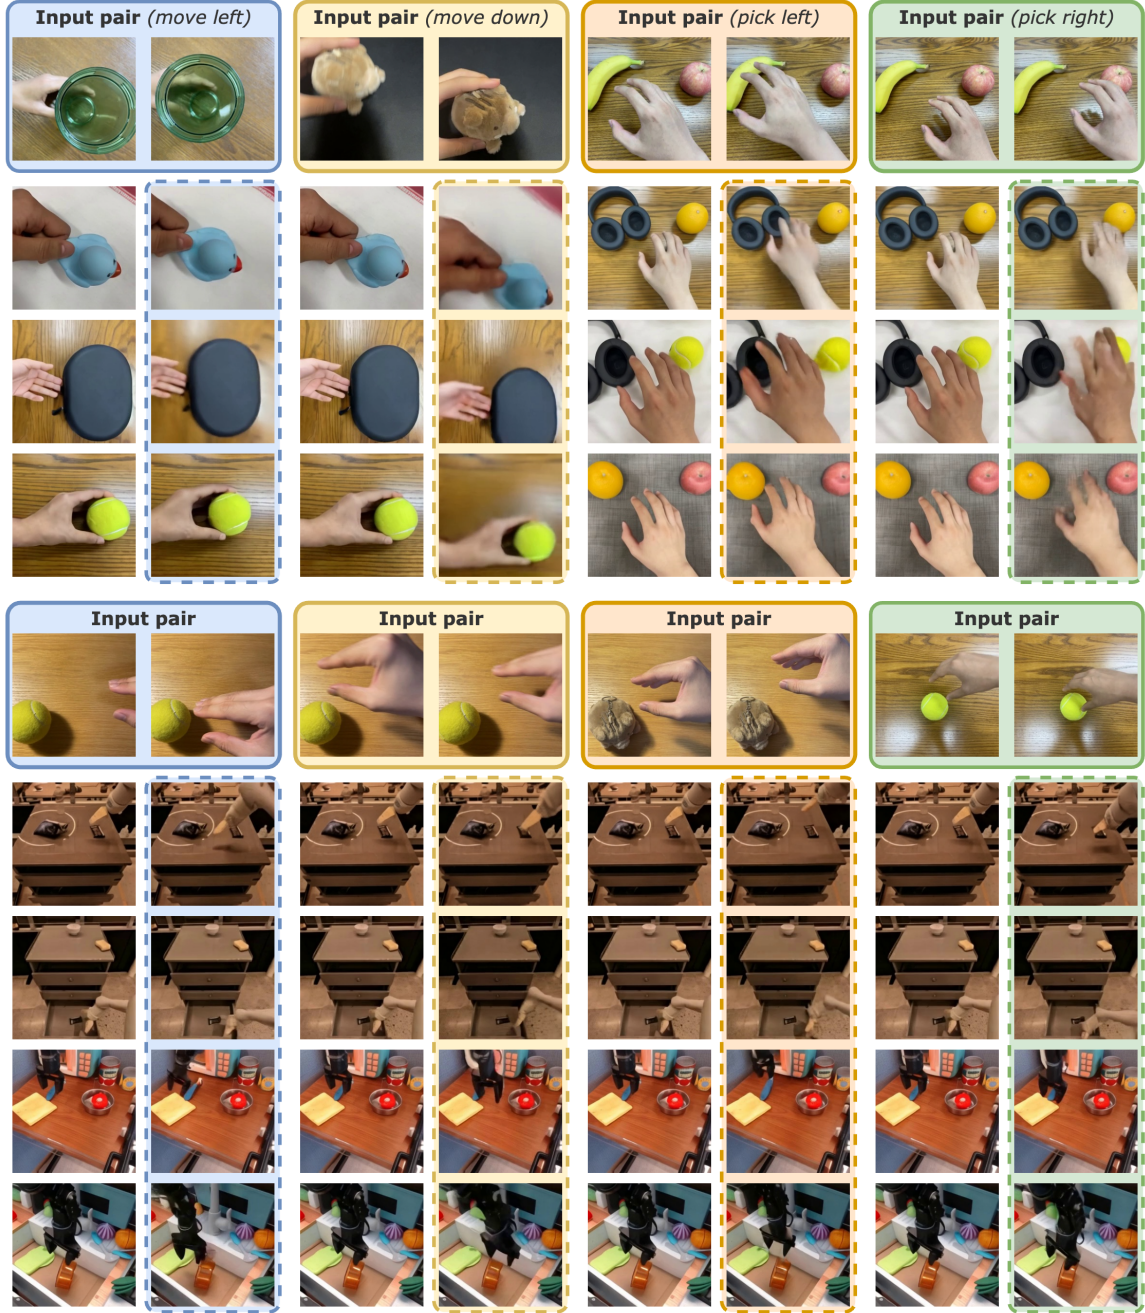 Input pair (move left)
Input pair (move down)
Input pair (pick left)
Input pair (pick right)
Input pair
Input pair
Input pair
Input pair